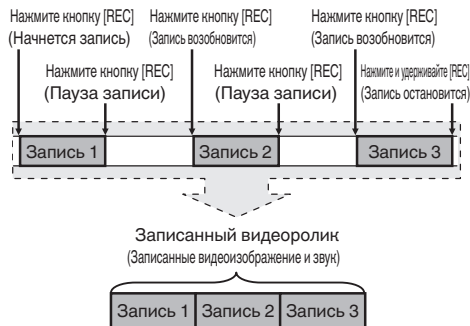 Нажмите кнопку [REC]
(Начнется запись)
Нажмите кнопку [REC]
(Запись возобновится)
Нажмите кнопку [REC]
(Запись возобновится)
Нажмите кнопку [REC]
(Пауза записи)
Нажмите кнопку [REC]
(Пауза записи)
Нажмите и удерживайте [REC]
(Запись остановится)
Запись 1
Запись 2
Запись 3
Записанный видеоролик
(Записанные видеоизображение и звук)
Запись 1
Запись 2
Запись 3